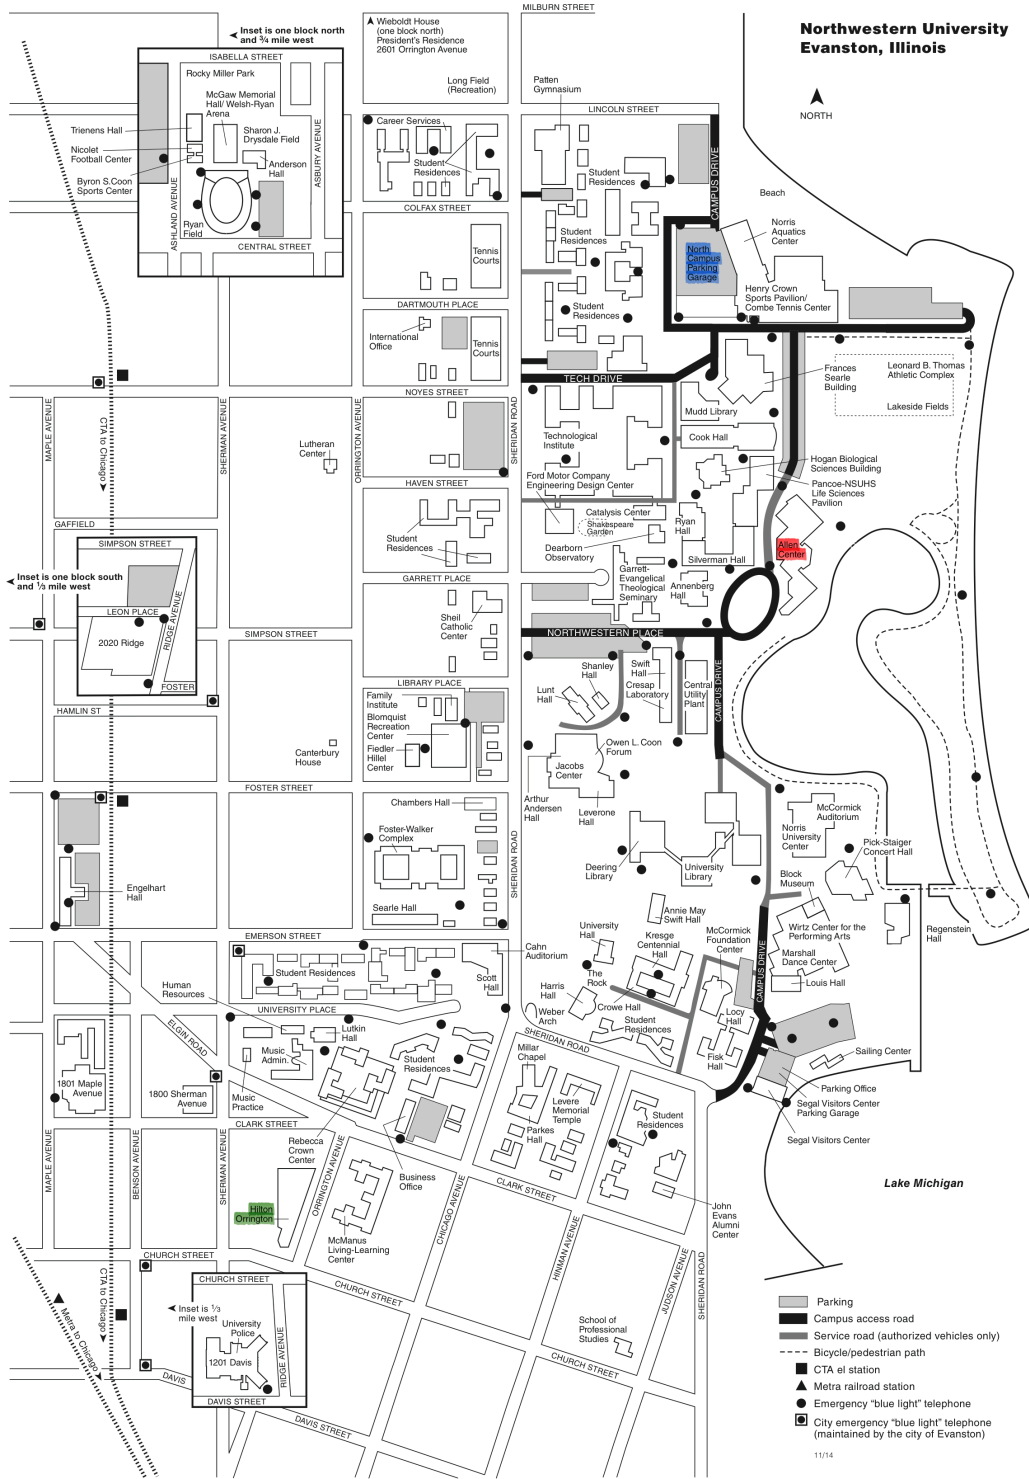 MILBURN STREET
Northwestern University
Evanston, Illinois
NORTH
Inset is one block north
and ¾ mile west
Wieboldt House
(one block north)
President's Residence
2601 Orrington Avenue
ISABELLA STREET
Rocky Miller Park
McGaw Memorial
Hall/ Welsh-Ryan
Arena
Trienens Hall
Nicolet
Football Center
Byron S.Coon
Sports Center
Sharon J.
Drysdale Field
Anderson
Hall
Ryan
Field
ASHLAND AVENUE
ASBURY AVENUE
CENTRAL STREET
Long Field
(Recreation)
Patten
Gymnasium
LINCOLN STREET
Career Services
Student
Residences
COLFAX STREET
Student
Residences
CAMPUS DRIVE
Beach
Norris
Aquatics
Center
Student
Residences
Tennis
Courts
North
Campus
Parking
Garage
Henry Crown
Sports Pavilion/
Combe Tennis Center
DARTMOUTH PLACE
Student
Residences
International
Office
Tennis
Courts
TECH DRIVE
Frances
Searle
Building
Leonard B. Thomas
Athletic Complex
Lakeside Fields
NOYES STREET
MAPLE AVENUE
CTA to Chicago
SHERMAN AVENUE
ORRINGTON AVENUE
SHERIDAN ROAD
Lutheran
Center
Mudd Library
Cook Hall
Technological
Institute
Hogan Biological
Sciences Building
Ford Motor Company
Engineering Design Center
Pancoe-NSUHS
Life Sciences
Pavilion
HAVEN STREET
Catalysis Center
Shakespeare
Garden
Ryan
Hall
Allen
Center
GAFFIELD
Student
Residences
Dearborn
Observatory
Silverman Hall
SIMPSON STREET
Inset is one block south
and ⅓ mile west
LEON PLACE
RIDGE AVENUE
2020 Ridge
FOSTER
GARRETT PLACE
Garrett-
Evangelical
Theological
Seminary
Annenberg
Hall
Sheil
Catholic
Center
SIMPSON STREET
NORTHWESTERN PLACE
Shanley
Hall
Swift
Hall
Cresap
Laboratory
Central
Utility
Plant
CAMPUS DRIVE
Lunt
Hall
LIBRARY PLACE
Family
Institute
Blomquist
Recreation
Center
Fiedler
Hillel
Center
HAMLIN ST
Canterbury
House
Owen L. Coon
Forum
Jacobs
Center
FOSTER STREET
Arthur
Andersen
Hall
Leverone
Hall
Chambers Hall
Foster-Walker
Complex
SHERIDAN ROAD
McCormick
Auditorium
Norris
University
Center
Pick-Staiger
Concert Hall
Deering
Library
University
Library
Block
Museum
Engelhart
Hall
Searle Hall
Annie May
Swift Hall
Wirtz Center for the
Performing Arts
Regenstein
Hall
University
Hall
Kresge
Centennial
Hall
McCormick
Foundation
Center
Marshall
Dance Center
EMERSON STREET
Cahn
Auditorium
CAMPUS DRIVE
Student Residences
Scott
Hall
The
Rock
Louis Hall
Human
Resources
Harris
Hall
Crowe Hall
Locy
Hall
UNIVERSITY PLACE
Weber
Arch
Student
Residences
ELGIN ROAD
Lutkin
Hall
SHERIDAN ROAD
Music
Admin.
Student
Residences
Millar
Chapel
Fisk
Hall
Sailing Center
1801 Maple
Avenue
1800 Sherman
Avenue
Music
Practice
Levere
Memorial
Temple
Parking Office
Segal Visitors Center
Parking Garage
Student
Residences
CLARK STREET
Parkes
Hall
Segal Visitors Center
Rebecca
Crown
Center
MAPLE AVENUE
BENSON AVENUE
SHERMAN AVENUE
ORRINGTON AVENUE
Business
Office
CLARK STREET
Lake Michigan
Hilton
Orrington
CHICAGO AVENUE
John
Evans
Alumni
Center
McManus
Living-Learning
Center
HINMAN AVENUE
JUDSON AVENUE
SHERIDAN ROAD
CHURCH STREET
CHURCH STREET
CHURCH STREET
Inset is ⅓
mile west
University
Police
1201 Davis
RIDGE AVENUE
DAVIS STREET
CTA to Chicago
Metra to Chicago
DAVIS
School of
Professional
Studies
CHURCH STREET
DAVIS STREET
Parking
Campus access road
Service road (authorized vehicles only)
Bicycle/pedestrian path
CTA el station
Metra railroad station
Emergency “blue light” telephone
City emergency “blue light” telephone
(maintained by the city of Evanston)
11/14